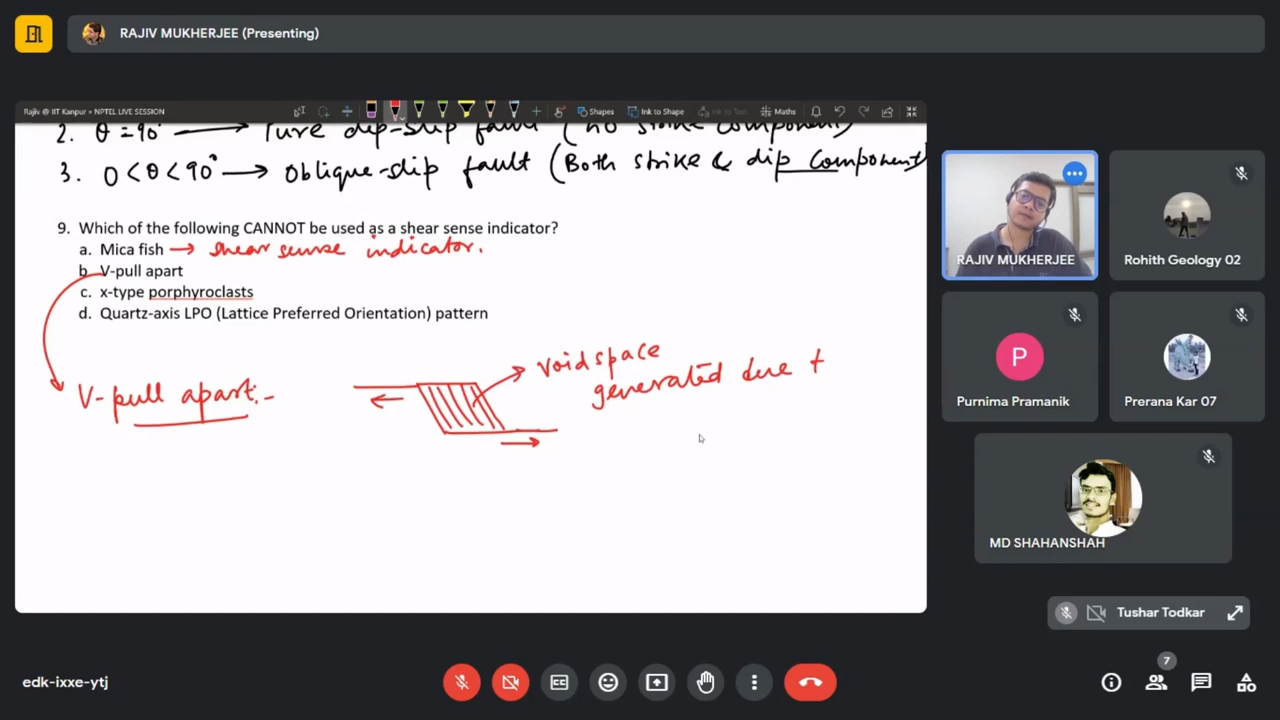 RAJIV MUKHERJEE (Presenting)
Rajiv @ IIT Kanpur × NPTEL LIVE SESSION
Shapes
Ink to Shape
Ink to Text
Maths
2. θ = 90° → Pure dip-slip fault (no strike component)
3. 0 < θ < 90° → Oblique-slip fault (Both strike & dip component)
9. Which of the following CANNOT be used as a shear sense indicator?
a. Mica fish → shear sense indicator.
b. V-pull apart
c. x-type porphyroclasts
d. Quartz-axis LPO (Lattice Preferred Orientation) pattern
V-pull apart:-
void space
generated due t
RAJIV MUKHERJEE
Rohith Geology 02
P
Purnima Pramanik
Prerana Kar 07
MD SHAHANSHAH
Tushar Todkar
edk-ixxe-ytj
CC
7